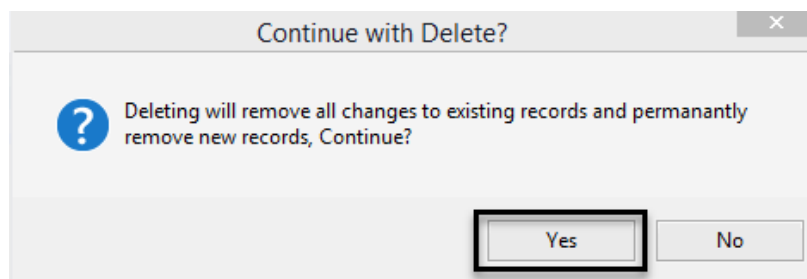 Continue with Delete?
Deleting will remove all changes to existing records and permanantly
remove new records, Continue?
Yes
No